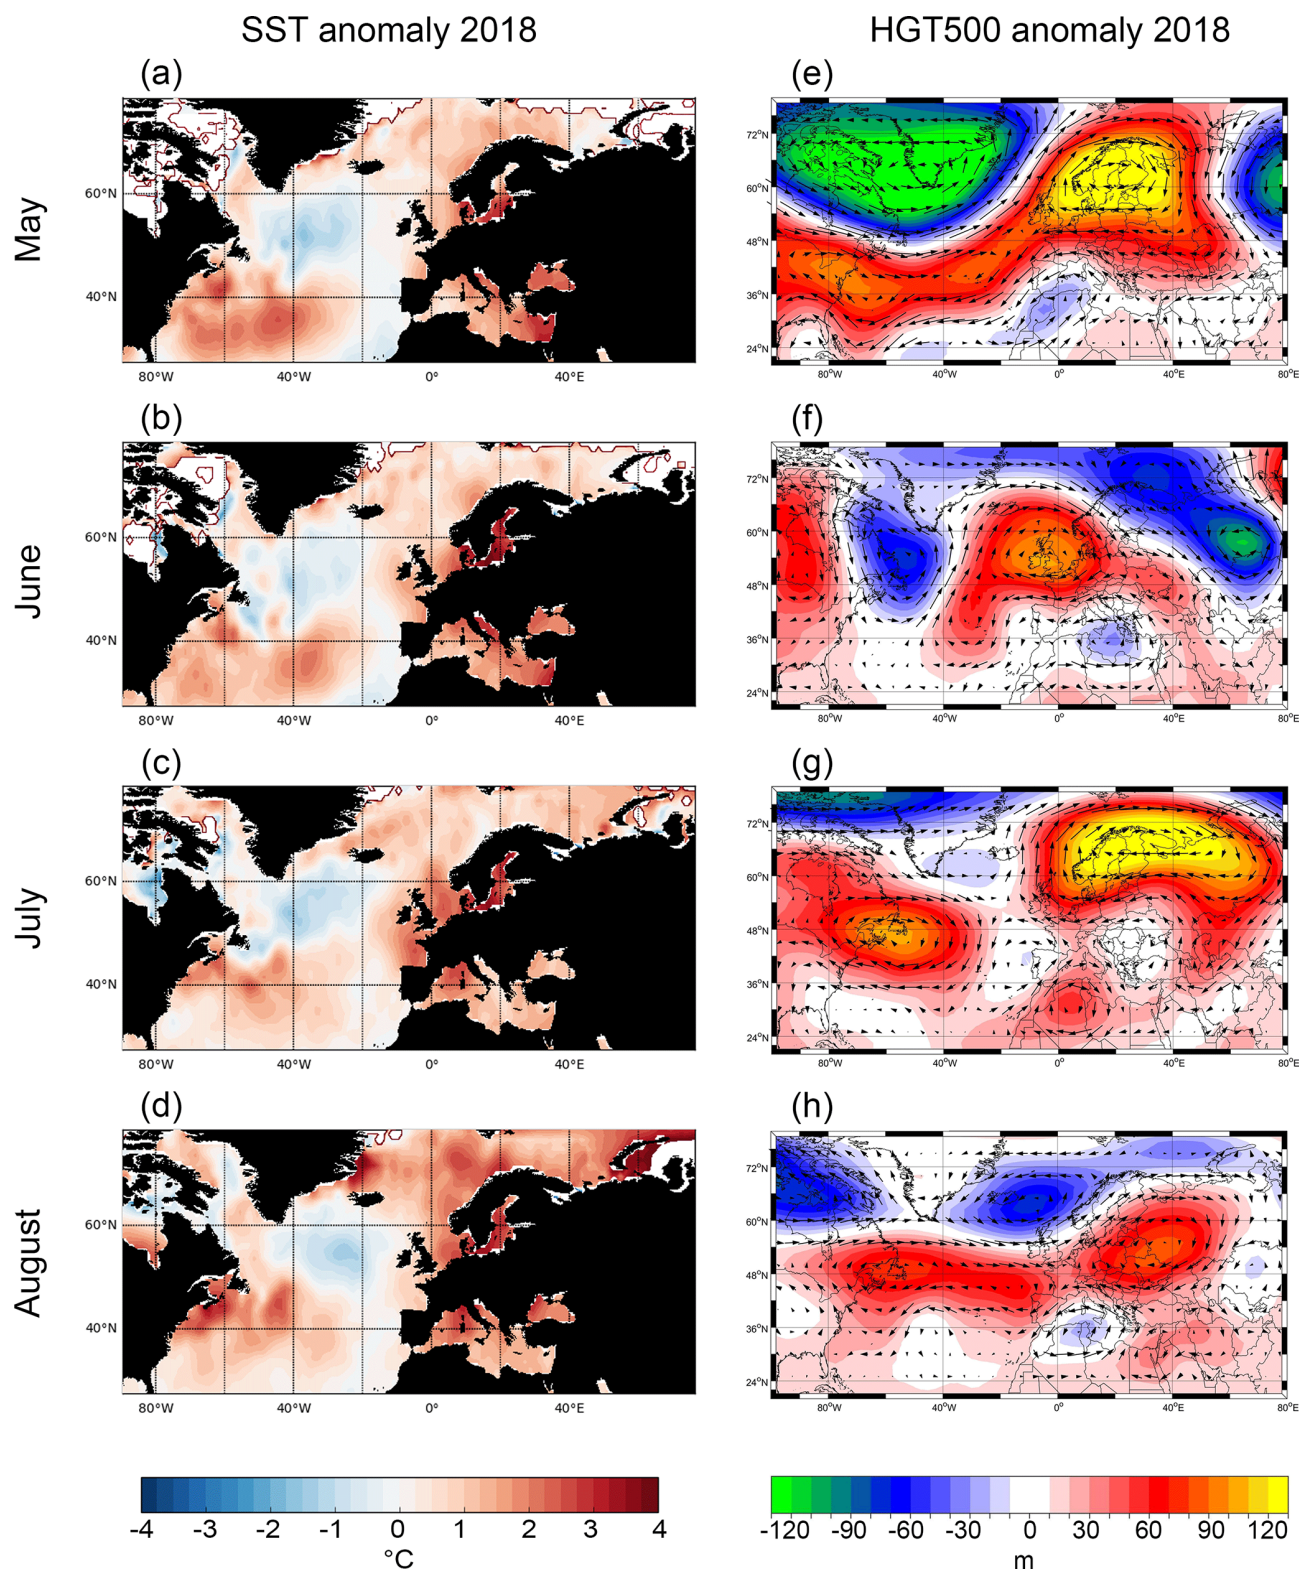 SST anomaly 2018
HGT500 anomaly 2018
(a)
(e)
May
60°N
40°N
80°W 40°W 0° 40°E
72°N
60°N
48°N
36°N
24°N
80°W 40°W 0° 40°E 80°E
(b)
(f)
June
60°N
40°N
80°W 40°W 0° 40°E
72°N
60°N
48°N
36°N
24°N
80°W 40°W 0° 40°E 80°E
(c)
(g)
July
60°N
40°N
80°W 40°W 0° 40°E
72°N
60°N
48°N
36°N
24°N
80°W 40°W 0° 40°E 80°E
(d)
(h)
August
60°N
40°N
80°W 40°W 0° 40°E
72°N
60°N
48°N
36°N
24°N
80°W 40°W 0° 40°E 80°E
-4 -3 -2 -1 0 1 2 3 4
°C
-120 -90 -60 -30 0 30 60 90 120
m